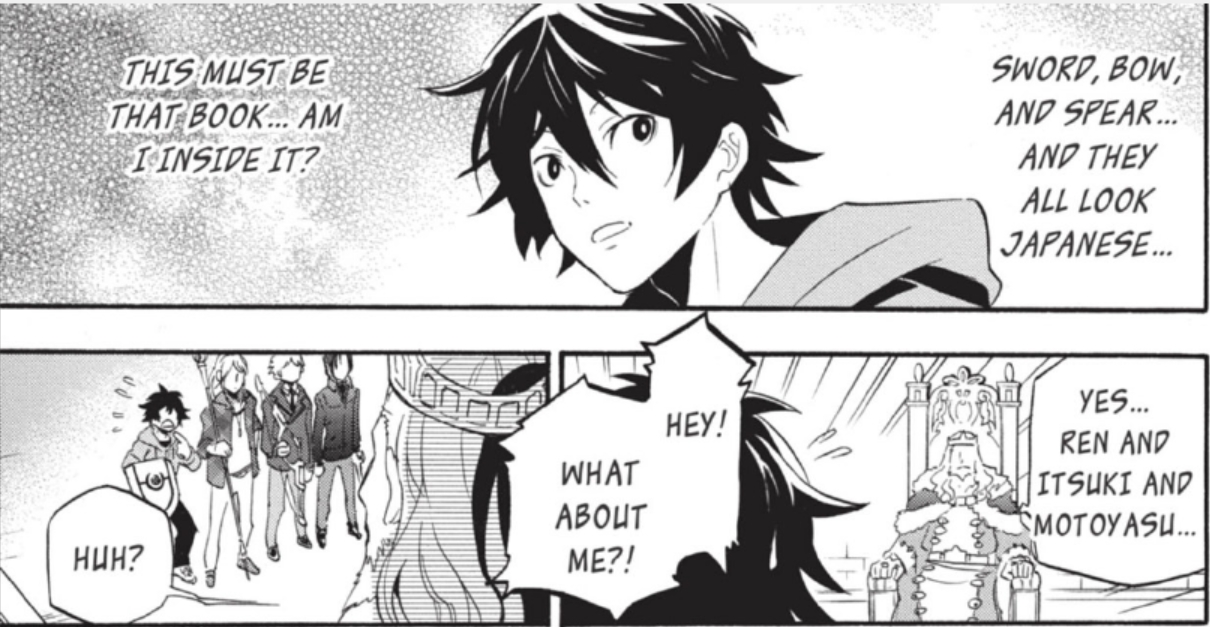 SWORD, BOW,
AND SPEAR...
AND THEY
ALL LOOK
JAPANESE...
THIS MUST BE
THAT BOOK... AM
I INSIDE IT?
YES...
REN AND
ITSUKI AND
MOTOYASU...
HEY!
WHAT
ABOUT
ME?!
HUH?